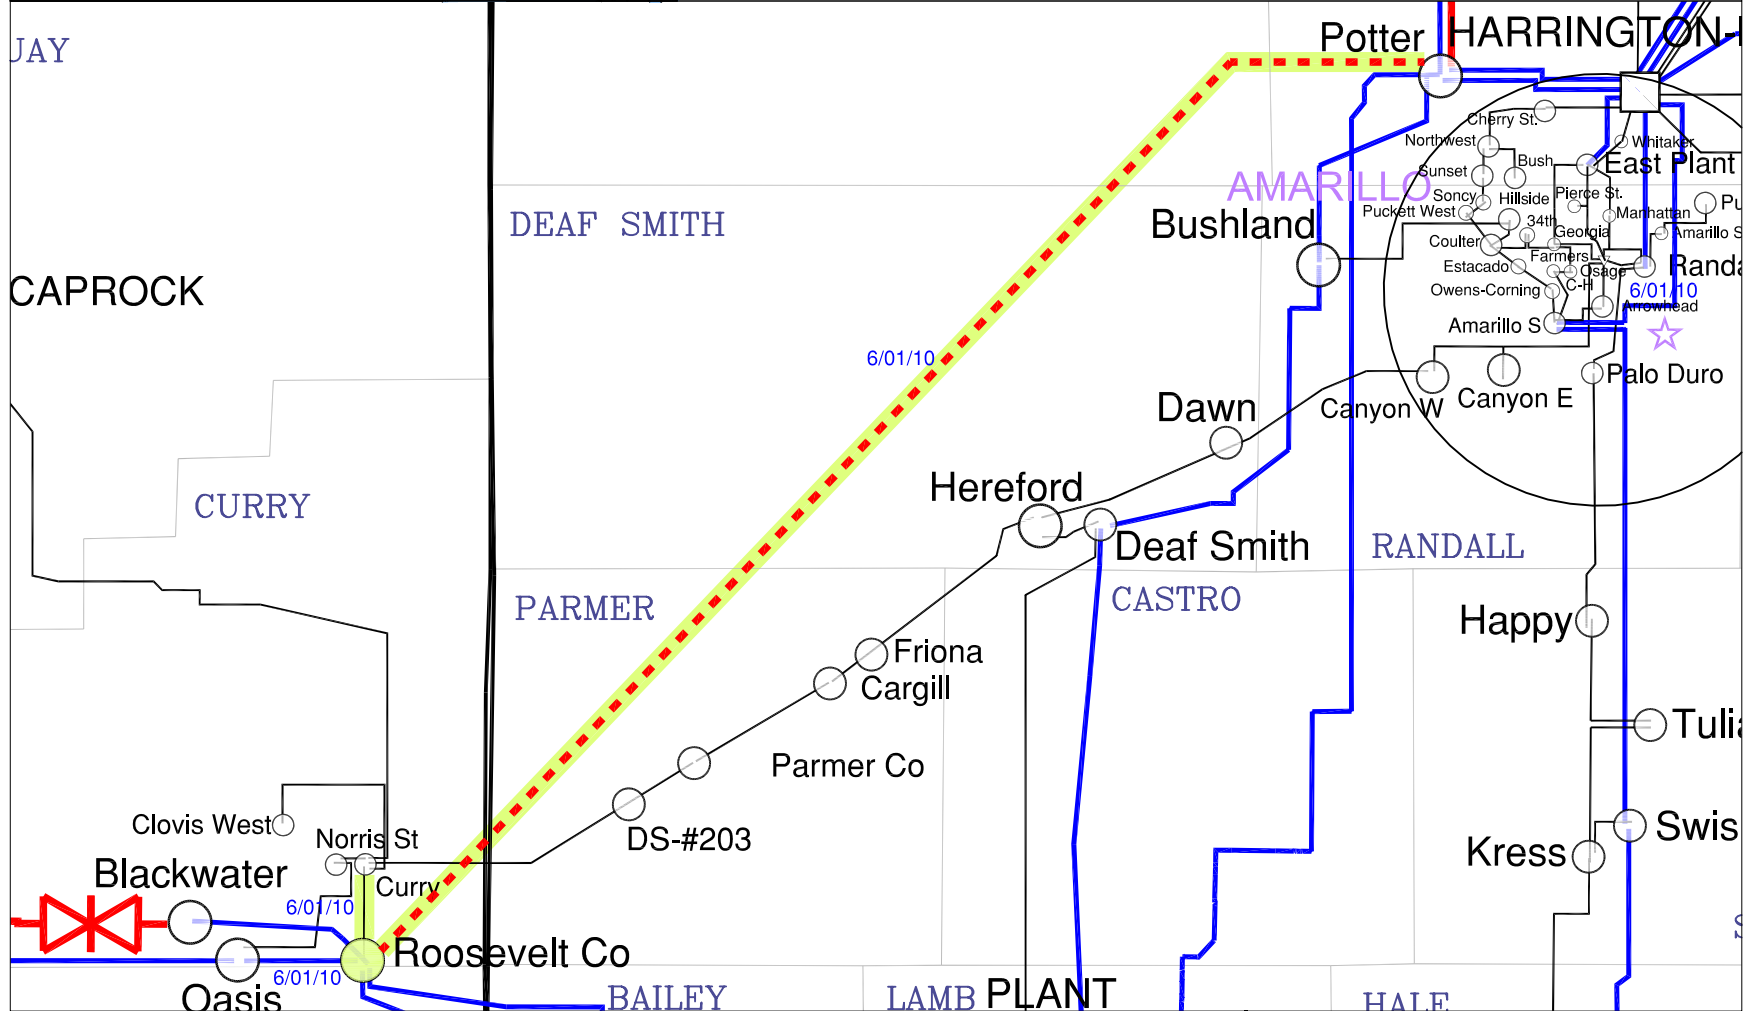 JAY
Potter
HARRINGTON-
Cherry St.
Northwest
Whitaker
Bush
East Plant
Sunset
AMARILLO
Soncy
Hillside
Pierce St.
Pu
Puckett West
Manhattan
DEAF SMITH
Bushland
34th
Georgia
Amarillo S
Coulter
Farmers
Estacado
Osage
Randa
CAPROCK
C-H
Owens-Corning
6/01/10
Arrowhead
Amarillo S
6/01/10
Palo Duro
Canyon W
Canyon E
Dawn
Hereford
CURRY
Deaf Smith
RANDALL
PARMER
CASTRO
Happy
Friona
Cargill
Tulia
Parmer Co
Clovis West
Norris St
DS-#203
Swis
Kress
Blackwater
Curry
6/01/10
Roosevelt Co
6/01/10
Oasis
BAILEY
LAMB
PLANT
HALE